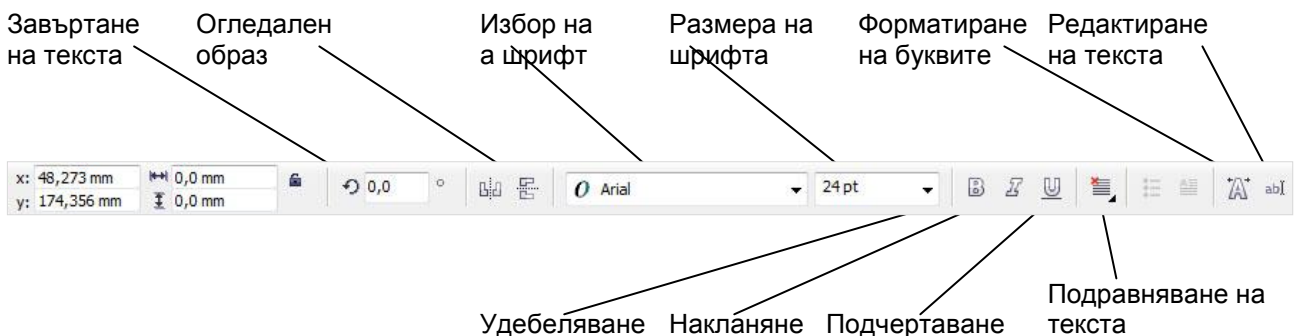 Завъртане
на текста
Огледален
образ
Избор на
а шрифт
Размера на
шрифта
Форматиране
на буквите
Редактиране
на текста
x: 48,273 mm 0,0 mm 0,0 ° O Arial 24 pt B I U A abI
y: 174,356 mm 0,0 mm
Удебеляване Накланяне Подчертаване
Подравняване на
текста